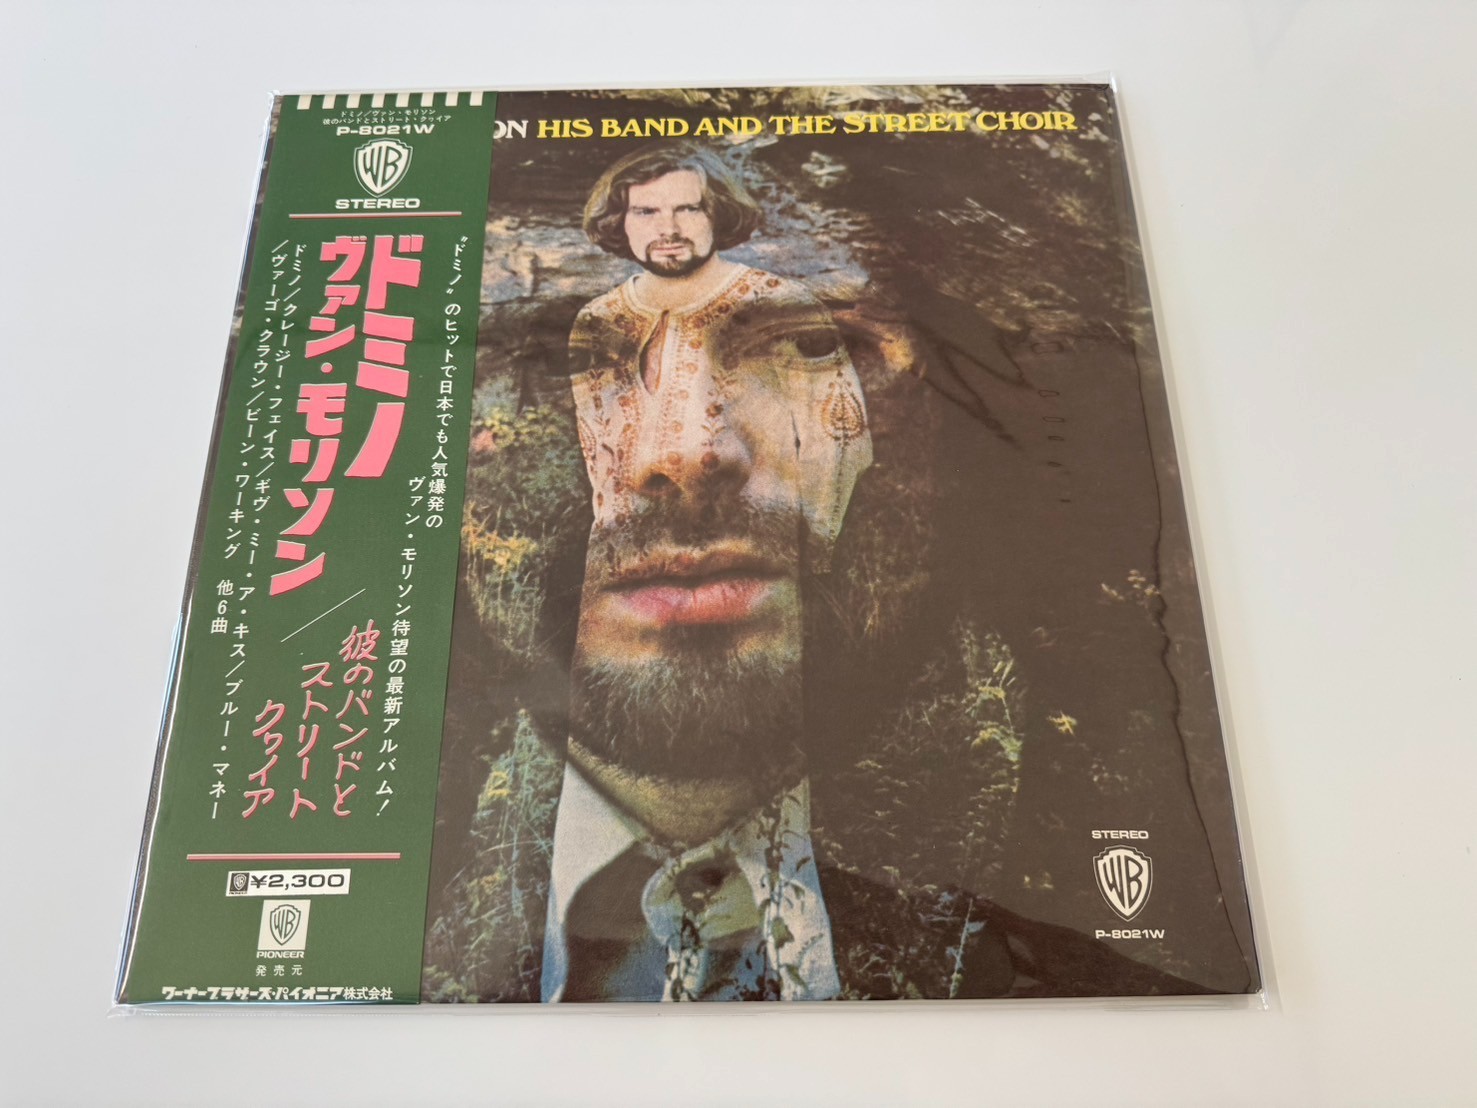 ドミノ/ヴァン・モリソン
彼のバンドとストリート・クヮイア
P-8021W
WB
STEREO
ON HIS BAND AND THE STREET CHOIR
"ドミノ"のヒットで日本でも人気爆発の
ヴァン・モリソン待望の最新アルバム!
ドミノ
ヴァン・モリソン
/彼のバンドと
ストリート
クヮイア
ドミノ/クレージー・フェイス/ギヴ・ミー・ア・キス/ブルー・マネー
/ヴァーゴ・クラウン/ビーン・ワーキング 他6曲
¥2,300
WB
PIONEER
発売元
ワーナーブラザーズ・パイオニア株式会社
STEREO
WB
P-8021W